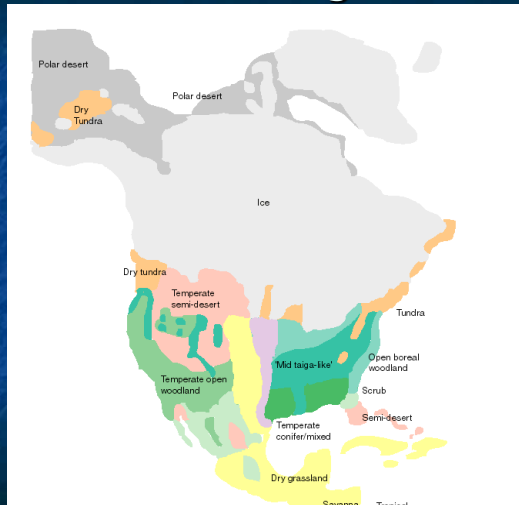 Polar desert
Polar desert
Dry
Tundra
Ice
Dry tundra
Temperate
semi-desert
Tundra
'Mid taiga-like'
Open boreal
woodland
Temperate open
woodland
Scrub
Semi-desert
Temperate
conifer/mixed
Dry grassland
Savanna
Tropical